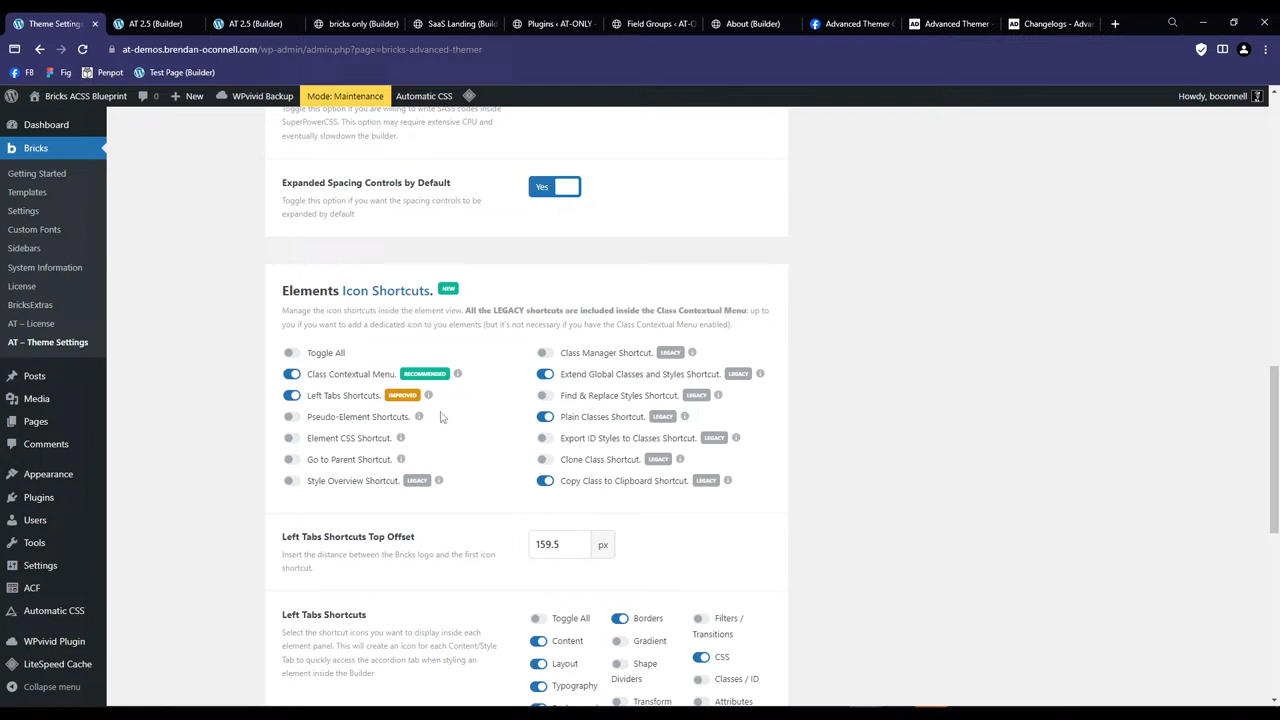 Theme Settings
AT 2.5 (Builder)
AT 2.5 (Builder)
bricks only (Builder)
SaaS Landing (Build
Plugins ‹ AT-ONLY -
Field Groups ‹ AT-O
About (Builder)
Advanced Themer C
Advanced Themer -
Changelogs - Adva
at-demos.brendan-oconnell.com/wp-admin/admin.php?page=bricks-advanced-themer
FB
Fig
Penpot
Test Page (Builder)
Bricks ACSS Blueprint
0
New
WPvivid Backup
Mode: Maintenance
Automatic CSS
Howdy, boconnell
Dashboard
Bricks
Getting Started
Templates
Settings
Custom Fonts
Sidebars
System Information
License
BricksExtras
AT - License
AT - Theme Settings
Posts
Media
Pages
Comments
Appearance
Plugins
Users
Tools
Settings
ACF
Automatic CSS
WPvivid Plugin
LiteSpeed Cache
Collapse menu
Toggle this option if you are willing to write SASS codes inside
SuperPowerCSS. This option may require extensive CPU and
eventually slowdown the builder.
Expanded Spacing Controls by Default
Toggle this option if you want the spacing controls to be
expanded by default
Yes
Elements Icon Shortcuts. NEW
Manage the icon shortcuts inside the element view. All the LEGACY shortcuts are included inside the Class Contextual Menu: up to
you if you want to add a dedicated icon to you elements (but it's not necessary if you have the Class Contextual Menu enabled).
Toggle All
Class Contextual Menu. RECOMMENDED
Left Tabs Shortcuts. IMPROVED
Pseudo-Element Shortcuts.
Element CSS Shortcut.
Go to Parent Shortcut.
Style Overview Shortcut. LEGACY
Class Manager Shortcut. LEGACY
Extend Global Classes and Styles Shortcut. LEGACY
Find & Replace Styles Shortcut. LEGACY
Plain Classes Shortcut. LEGACY
Export ID Styles to Classes Shortcut. LEGACY
Clone Class Shortcut. LEGACY
Copy Class to Clipboard Shortcut. LEGACY
Left Tabs Shortcuts Top Offset
Insert the distance between the Bricks logo and the first icon
shortcut.
159.5 px
Left Tabs Shortcuts
Select the shortcut icons you want to display inside each
element panel. This will create an icon for each Content/Style
Tab to quickly access the accordion tab when styling an
element inside the Builder
Toggle All
Content
Layout
Typography
Borders
Gradient
Shape
Dividers
Transform
Filters /
Transitions
CSS
Classes / ID
Attributes